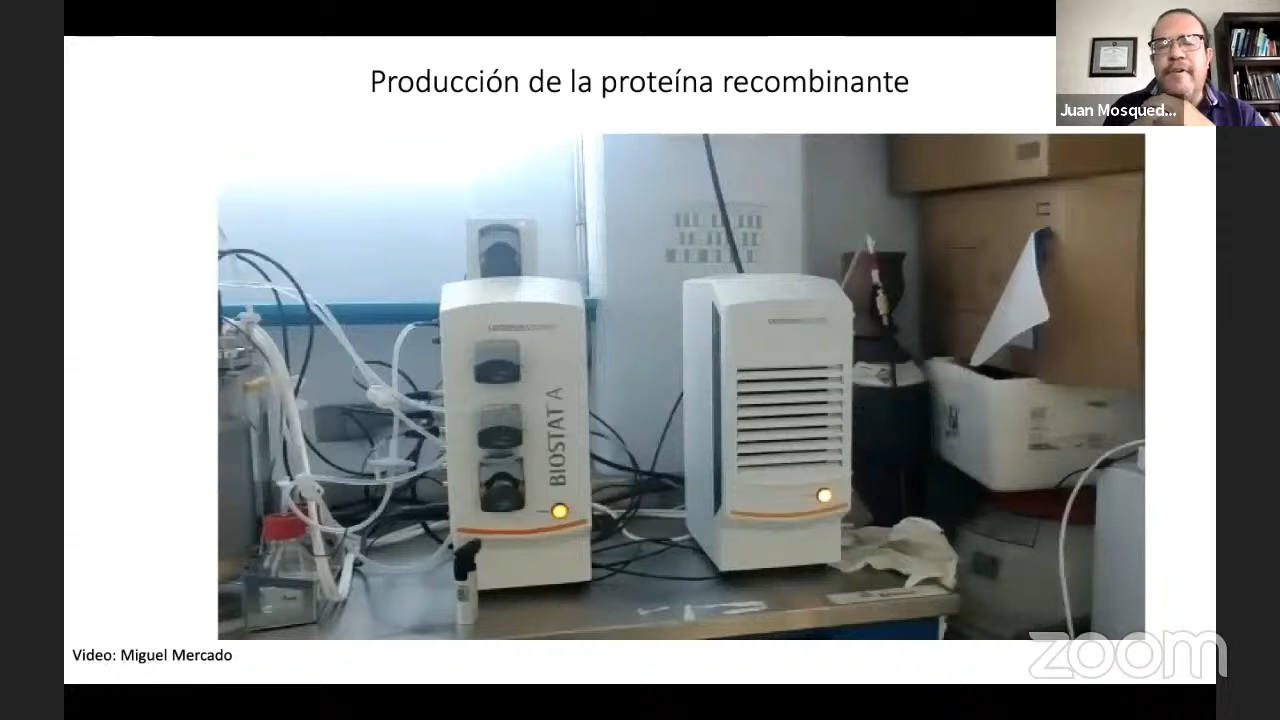 Producción de la proteína recombinante
Juan Mosqued...
BIOSTAT A
Video: Miguel Mercado
zoom